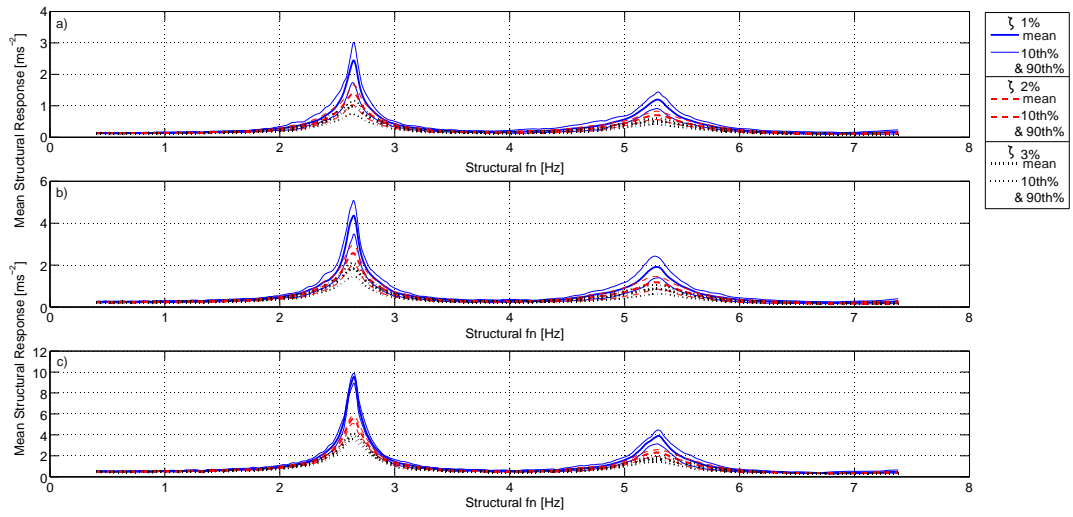 a)
4
3
2
1
0
0 1 2 3 4 5 6 7 8
Structural fn [Hz]
Mean Structural Response [ms⁻²]
b)
6
4
2
0
0 1 2 3 4 5 6 7 8
Structural fn [Hz]
Mean Structural Response [ms⁻²]
c)
12
10
8
6
4
2
0
0 1 2 3 4 5 6 7 8
Structural fn [Hz]
ζ 1%
mean
10th%
& 90th%
ζ 2%
mean
10th%
& 90th%
ζ 3%
mean
10th%
& 90th%